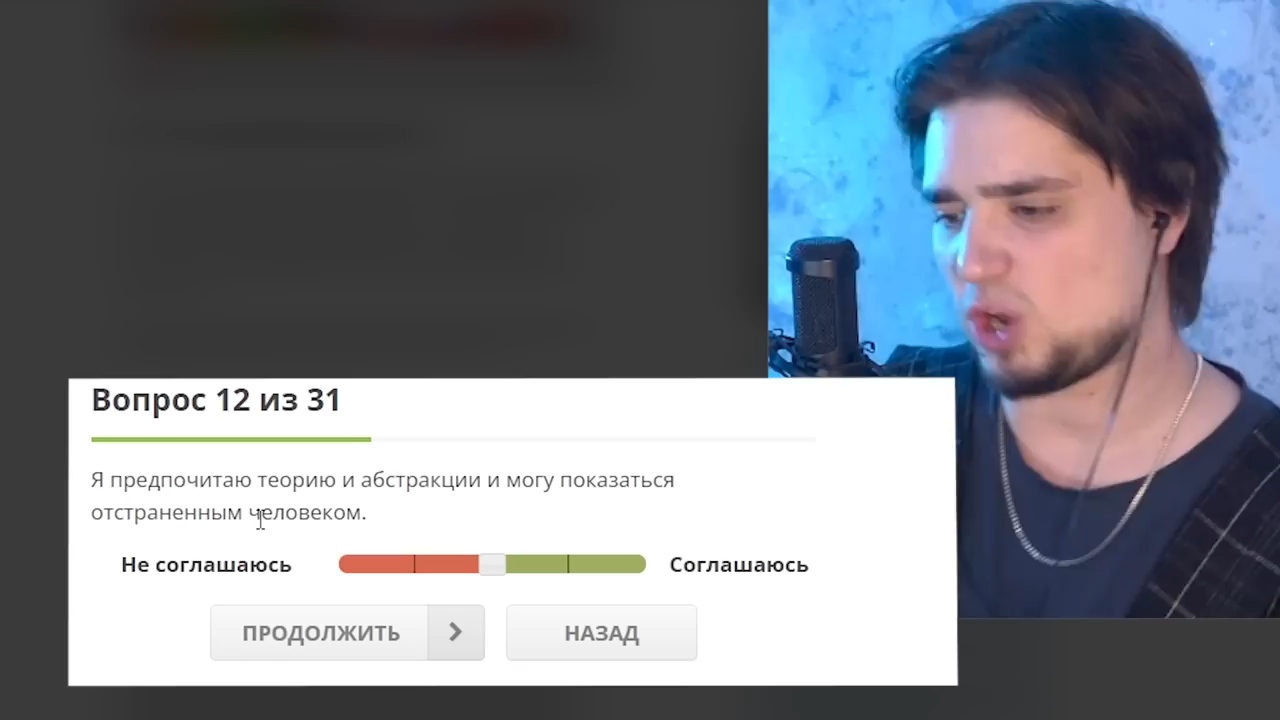 Вопрос 12 из 31
Я предпочитаю теорию и абстракции и могу показаться
отстраненным человеком.
Не соглашаюсь
Соглашаюсь
ПРОДОЛЖИТЬ
НАЗАД